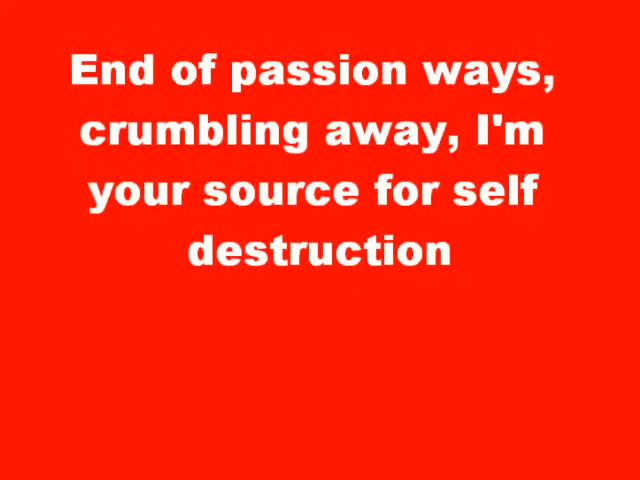 End of passion ways,
crumbling away, I'm
your source for self
destruction